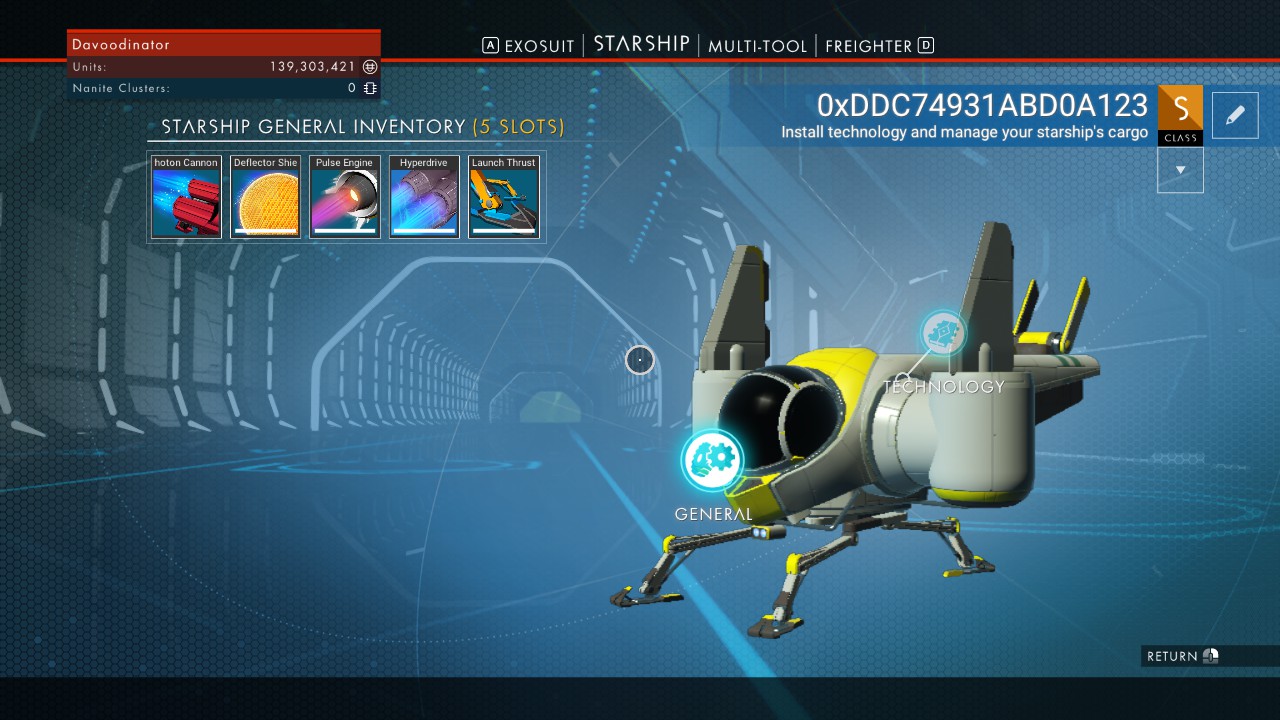 Davoodinator
Units: 139,303,421
Nanite Clusters: 0
A EXOSUIT STARSHIP MULTI-TOOL FREIGHTER D
STARSHIP GENERAL INVENTORY (5 SLOTS)
hoton Cannon Deflector Shie Pulse Engine Hyperdrive Launch Thrust
0xDDC74931ABD0A123
Install technology and manage your starship's cargo
S
CLASS
TECHNOLOGY
GENERAL
RETURN